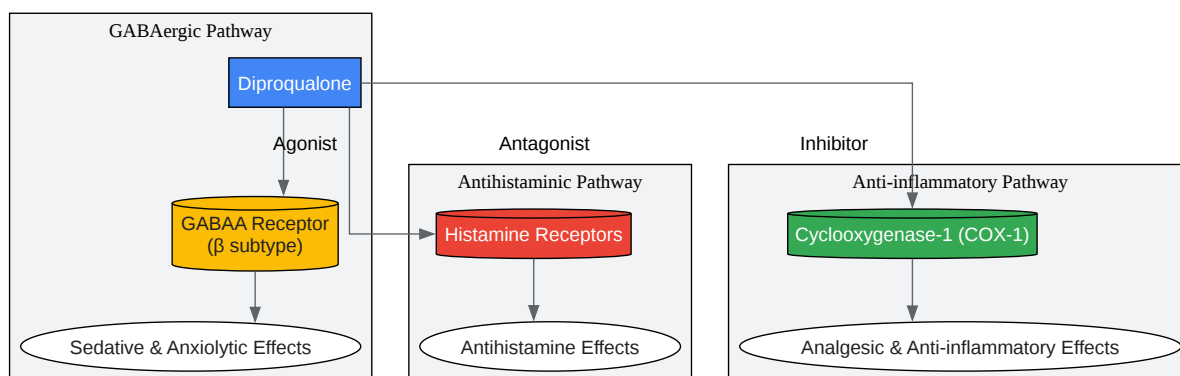 GABAergic Pathway
Diproqualone
Agonist
Antagonist
Inhibitor
Antihistaminic Pathway
Anti-inflammatory Pathway
GABAA Receptor
(β subtype)
Histamine Receptors
Cyclooxygenase-1 (COX-1)
Sedative & Anxiolytic Effects
Antihistamine Effects
Analgesic & Anti-inflammatory Effects